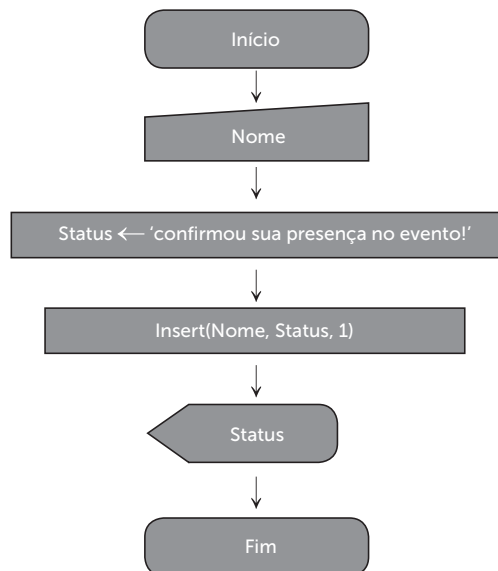 Início
Nome
Status ← ‘confirmou sua presença no evento!’
Insert(Nome, Status, 1)
Status
Fim